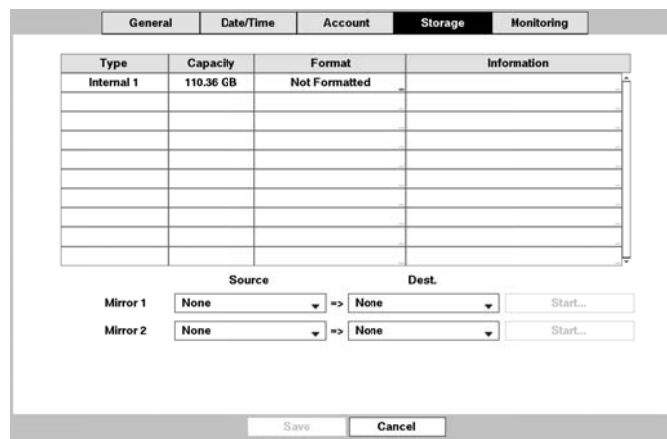 General Date/Time Account Storage Monitoring
Type Capacity Format Information
Internal 1 110.36 GB Not Formatted
Source Dest.
Mirror 1 None => None Start...
Mirror 2 None => None Start...
Save Cancel